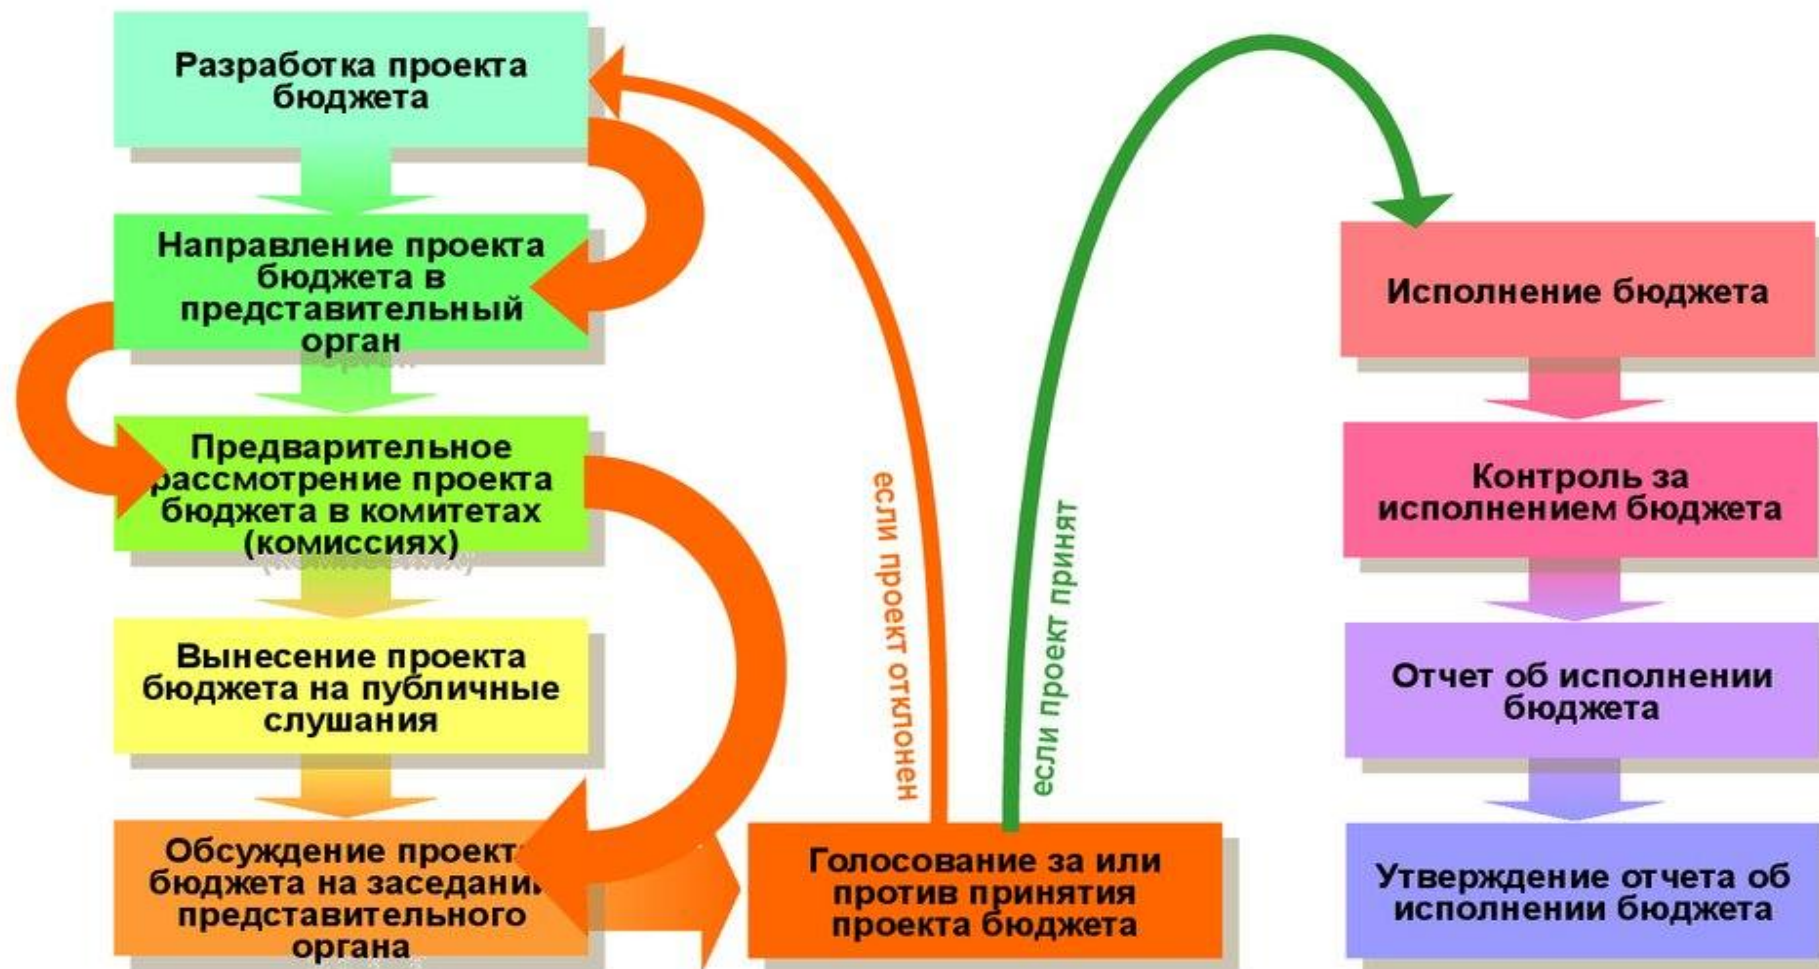 Разработка проекта
бюджета
Направление проекта
бюджета в
представительный
орган
Предварительное
рассмотрение проекта
бюджета в комитетах
(комиссиях)
Вынесение проекта
бюджета на публичные
слушания
Обсуждение проекта
бюджета на заседании
представительного
органа
Голосование за или
против принятия
проекта бюджета
если проект отклонен
если проект принят
Исполнение бюджета
Контроль за
исполнением бюджета
Отчет об исполнении
бюджета
Утверждение отчета об
исполнении бюджета